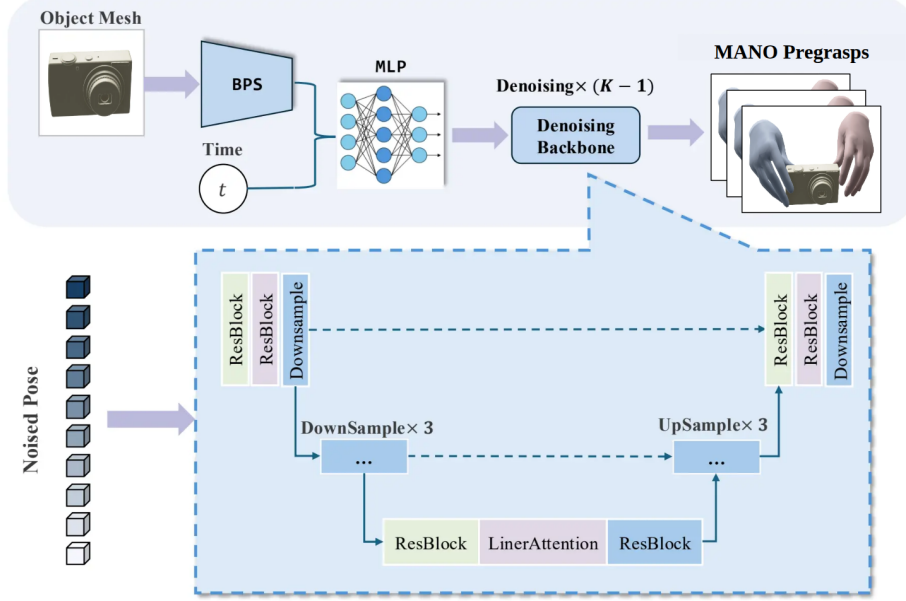 Object Mesh
BPS
MLP
Time
t
Denoising× (K − 1)
Denoising
Backbone
MANO Pregrasps
Noised Pose
ResBlock
ResBlock
Downsample
ResBlock
ResBlock
Downsample
DownSample× 3
...
UpSample× 3
...
ResBlock
LinerAttention
ResBlock